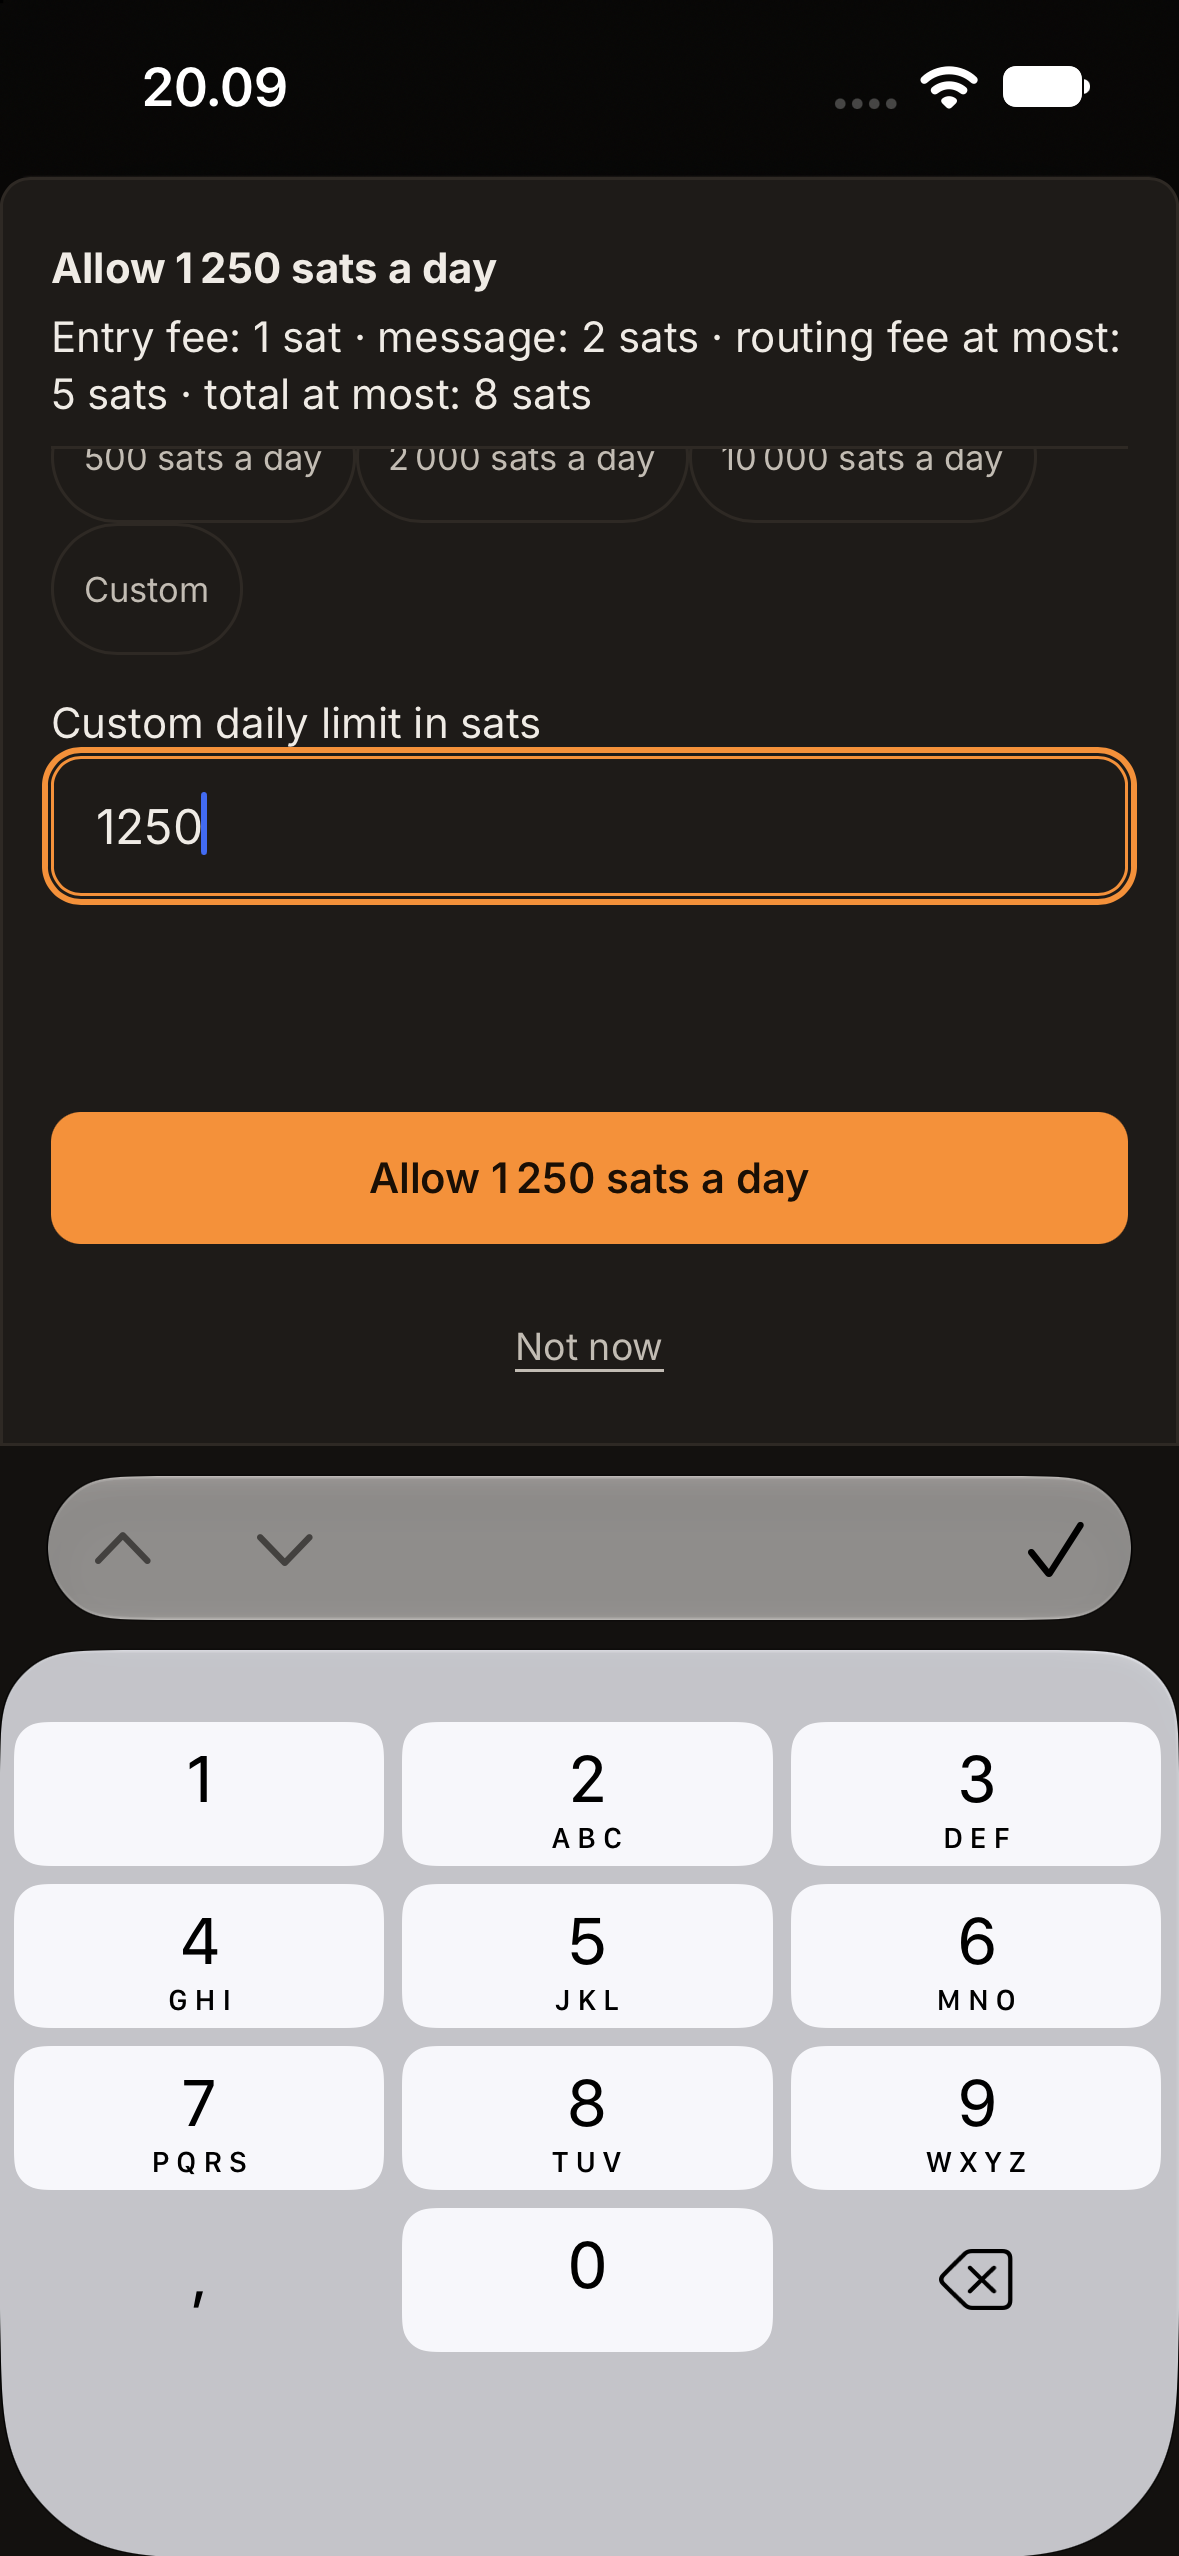 20.09
Allow 1 250 sats a day
Entry fee: 1 sat · message: 2 sats · routing fee at most:
5 sats · total at most: 8 sats
500 sats a day
2 000 sats a day
10 000 sats a day
Custom
Custom daily limit in sats
1250
Allow 1 250 sats a day
Not now
1
2
ABC
3
DEF
4
GHI
5
JKL
6
MNO
7
PQRS
8
TUV
9
WXYZ
,
0